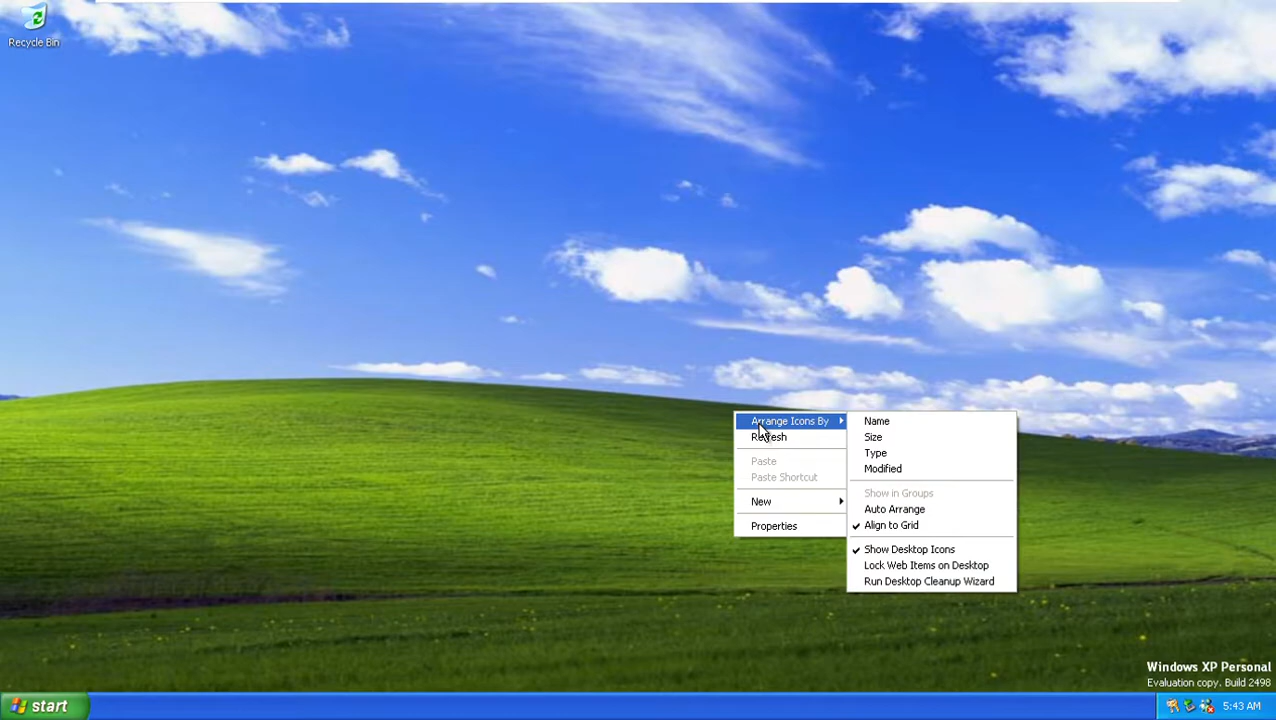 Recycle Bin
Arrange Icons By
Refresh
Paste
Paste Shortcut
New
Properties
Name
Size
Type
Modified
Show in Groups
Auto Arrange
Align to Grid
Show Desktop Icons
Lock Web Items on Desktop
Run Desktop Cleanup Wizard
Windows XP Personal
Evaluation copy. Build 2498
start
5:43 AM